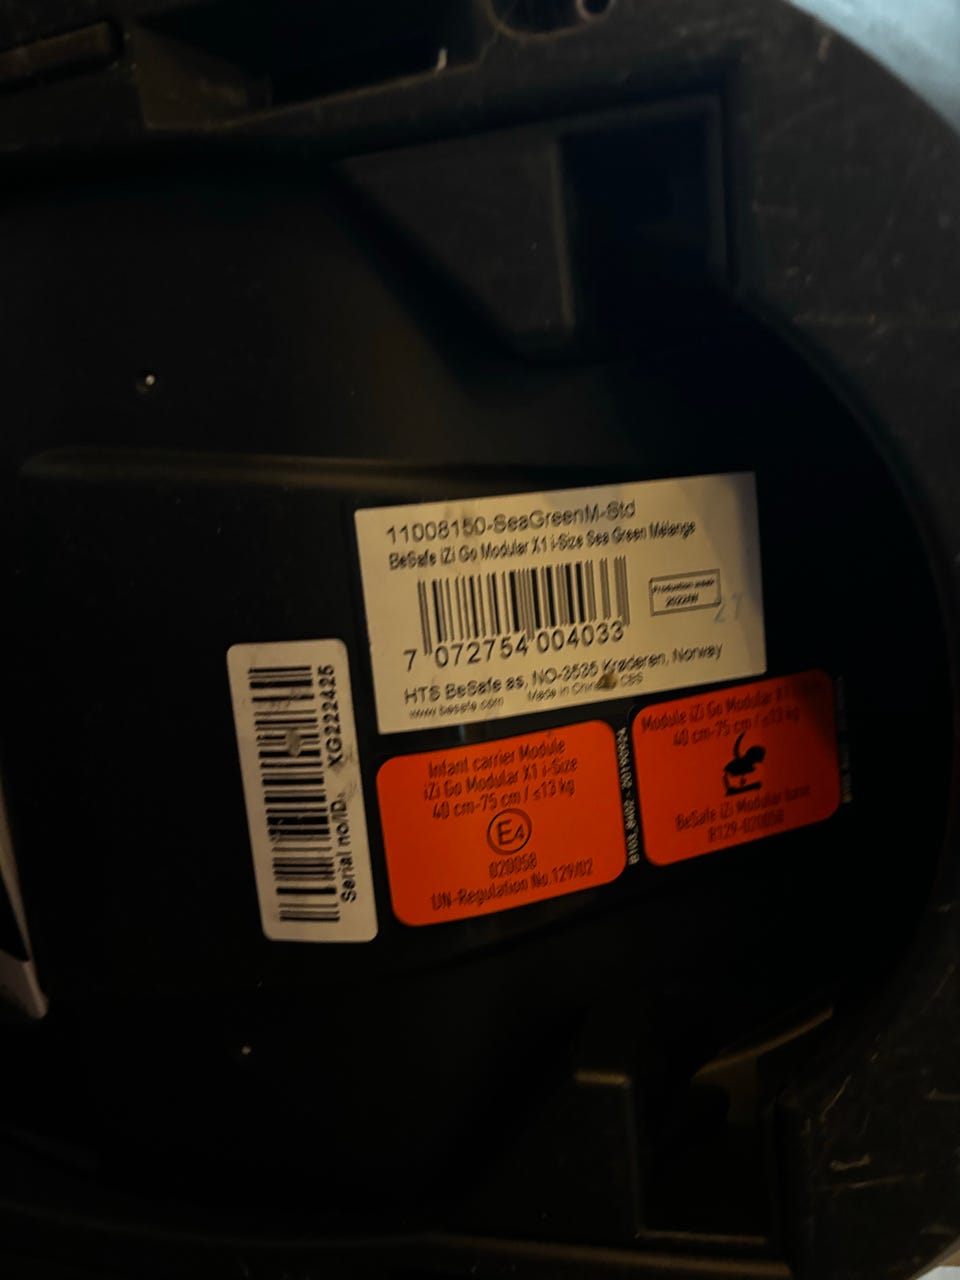 11008150-SeaGreenM-Std
BeSafe iZi Go Modular X1 i-Size Sea Green Mélange
7 072754 004033
Production week
2022/W
27
HTS BeSafe as, NO-3535 Krøderen, Norway
www.besafe.com Made in China CBS
Serial no/ID: XG222425
Infant carrier Module
iZi Go Modular X1 i-Size
40 cm-75 cm / ≤13 kg
E4
020058
UN-Regulation No.129/02
Module iZi Go Modular X1
40 cm-75 cm / ≤13 kg
BeSafe iZi Modular base
R129-020058